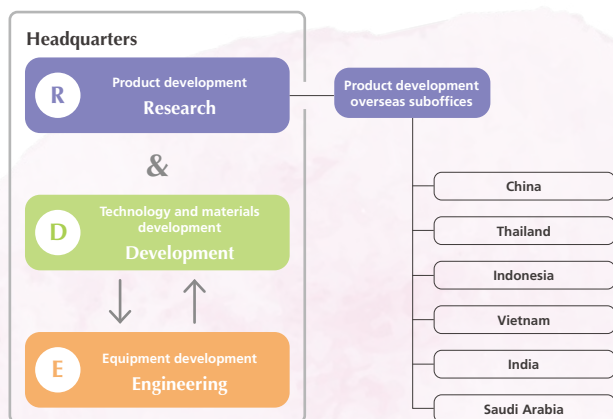 Headquarters
R
Product development
Research
&
D
Technology and materials
development
Development
E
Equipment development
Engineering
Product development
overseas suboffices
China
Thailand
Indonesia
Vietnam
India
Saudi Arabia